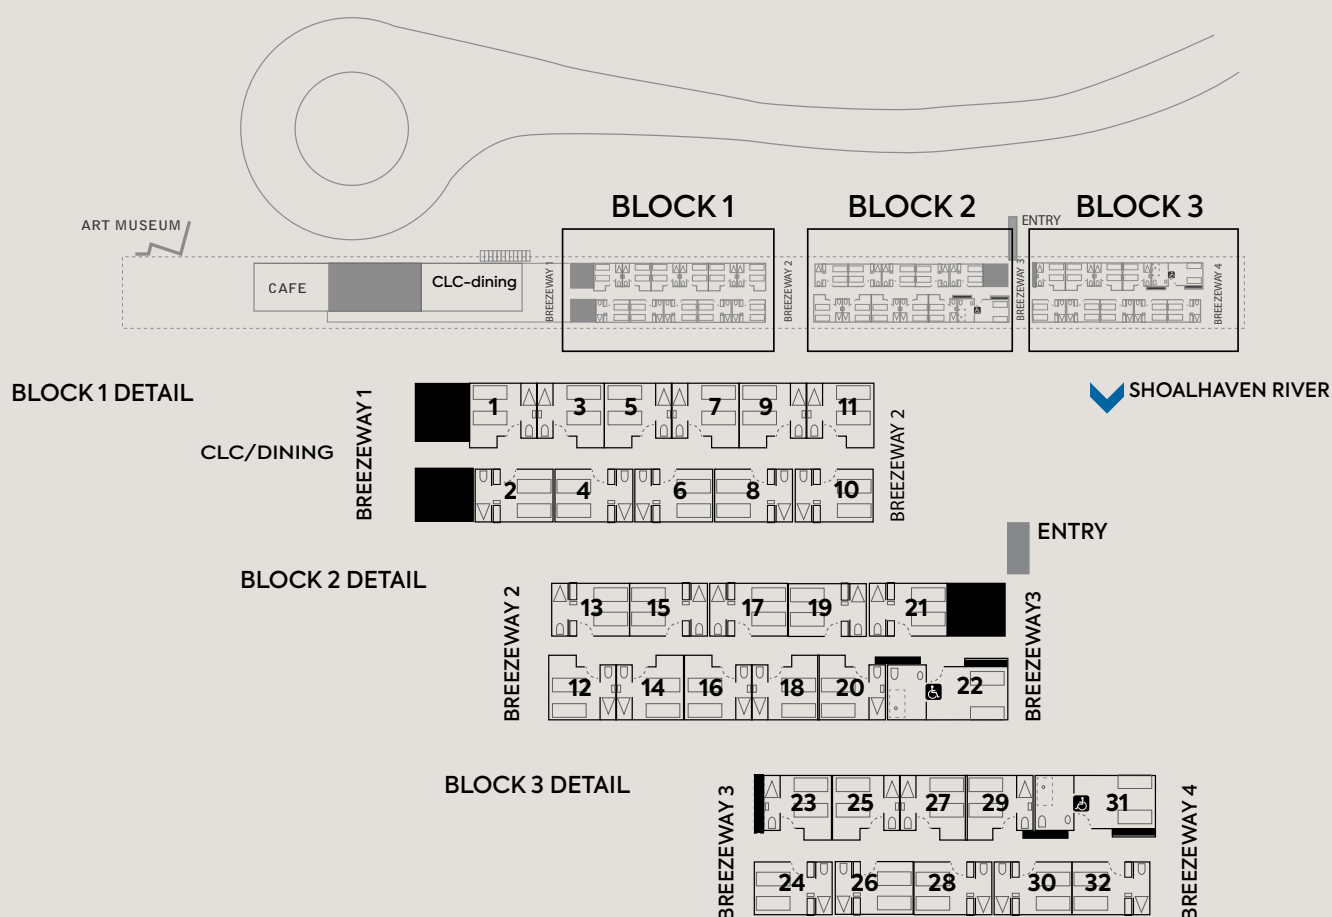 BLOCK 1
BLOCK 2
BLOCK 3
ART MUSEUM
ENTRY
CAFE
CLC-dining
BREEZEWAY 1
BREEZEWAY 2
BREEZEWAY 3
BREEZEWAY 4
BLOCK 1 DETAIL
SHOALHAVEN RIVER
CLC/DINING
BREEZEWAY 1
1 3 5 7 9 11
2 4 6 8 10
BREEZEWAY 2
ENTRY
BLOCK 2 DETAIL
BREEZEWAY 2
13 15 17 19 21
12 14 16 18 20 22
BREEZEWAY3
BLOCK 3 DETAIL
BREEZEWAY 3
23 25 27 29 31
24 26 28 30 32
BREEZEWAY 4